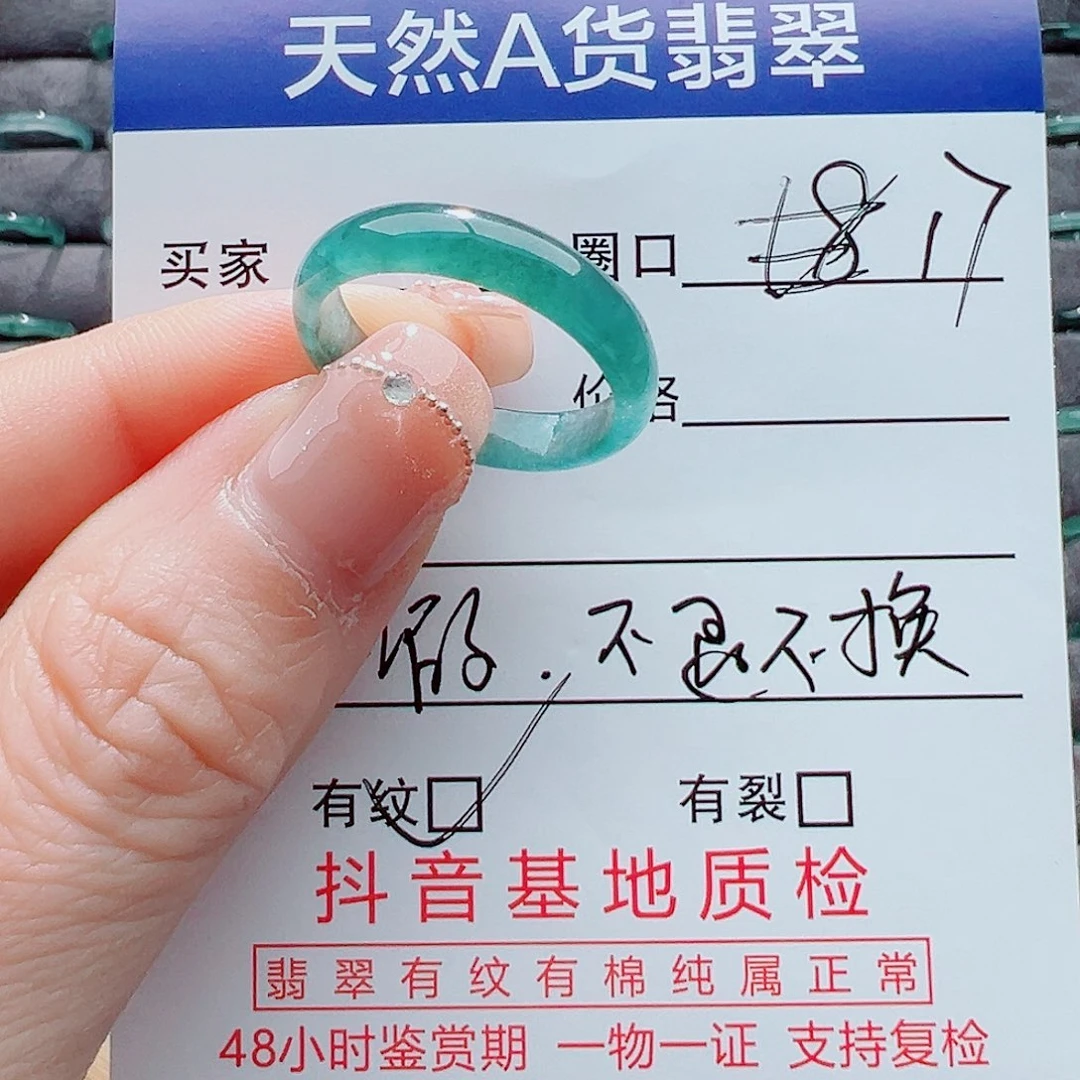 天然A货翡翠
买家
圈口 17
价格
不退不换
有纹 有裂
抖音基地质检
翡翠有纹有棉纯属正常
48小时鉴赏期 一物一证 支持复检